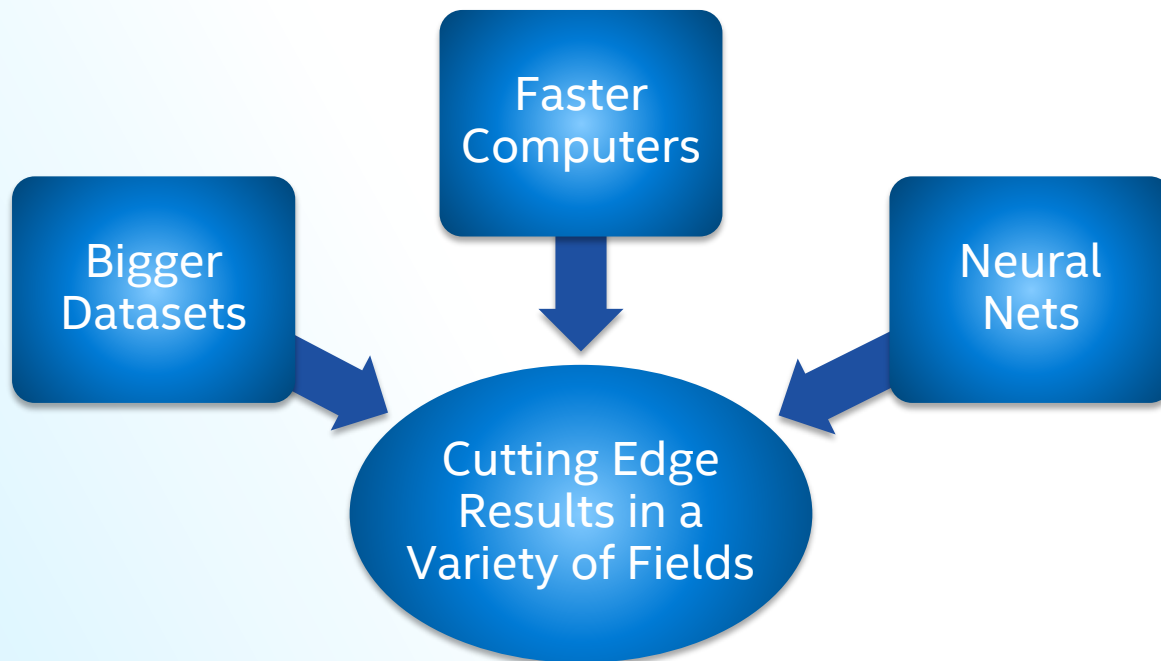 Faster
Computers
Bigger
Datasets
Neural
Nets
Cutting Edge
Results in a
Variety of Fields